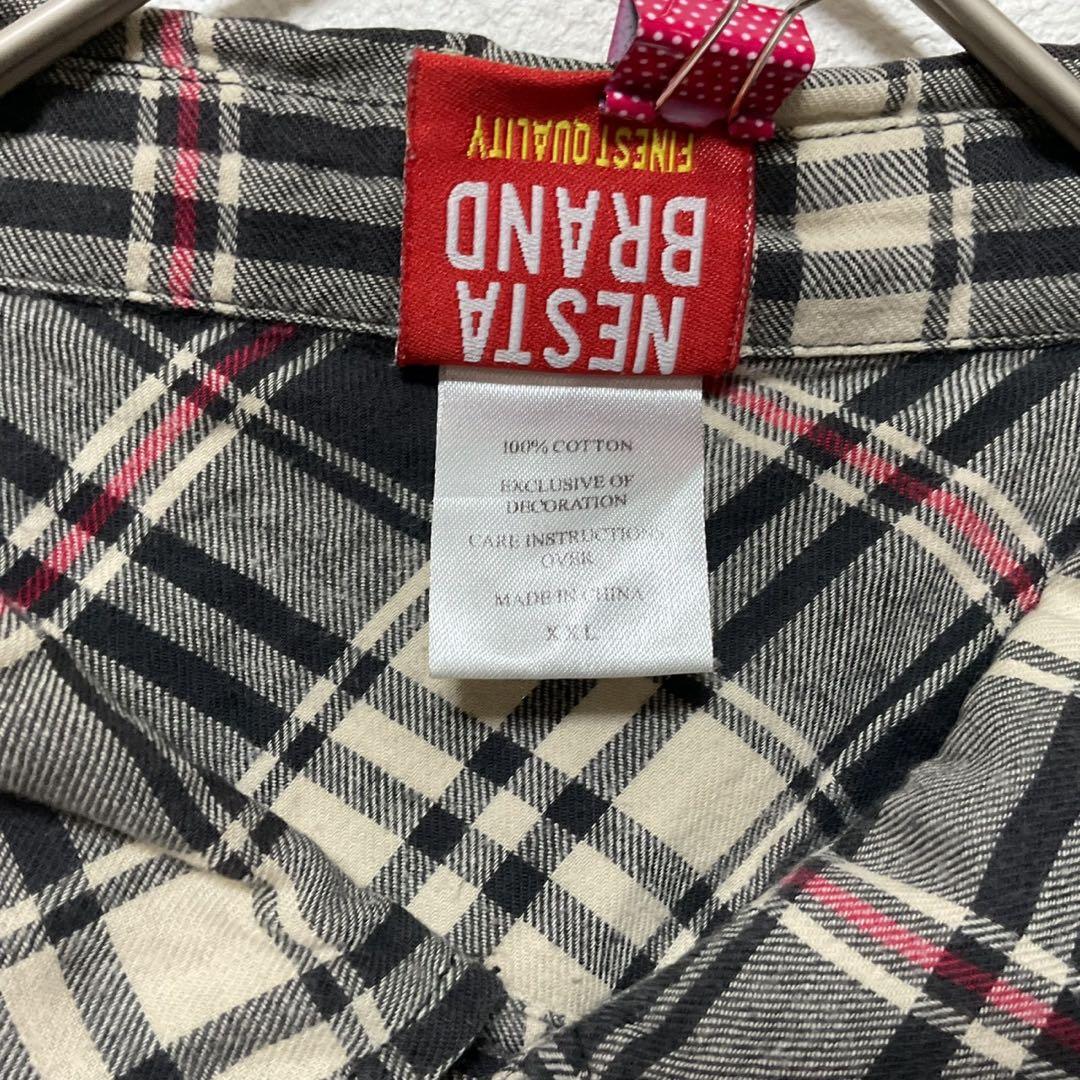 NESTA
BRAND
FINEST QUALITY
100% COTTON
EXCLUSIVE OF
DECORATION
CARE INSTRUCTIONS
OVER
MADE IN CHINA
XXL